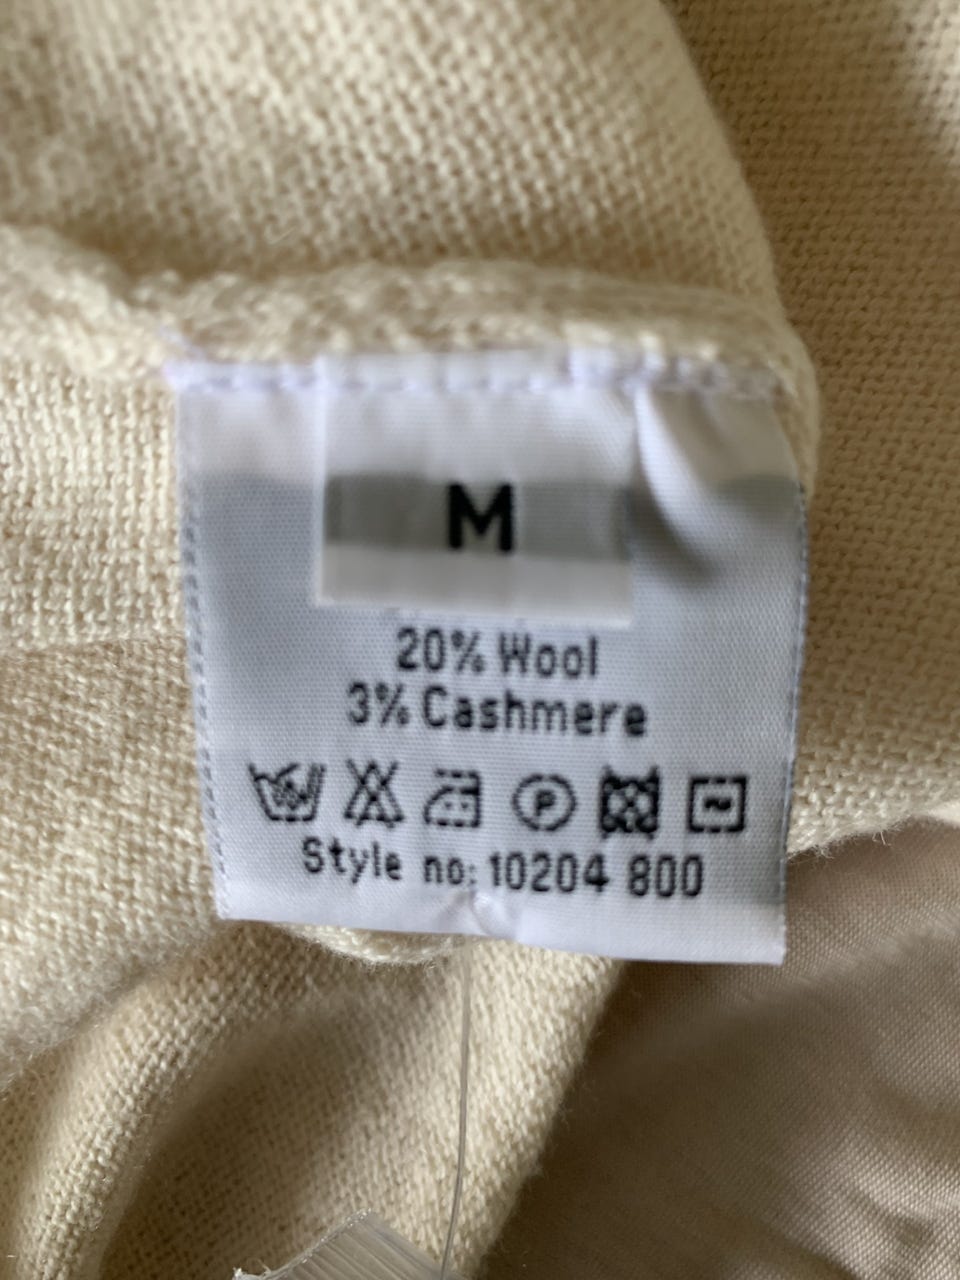 M
20% Wool
3% Cashmere
P
Style no: 10204 800